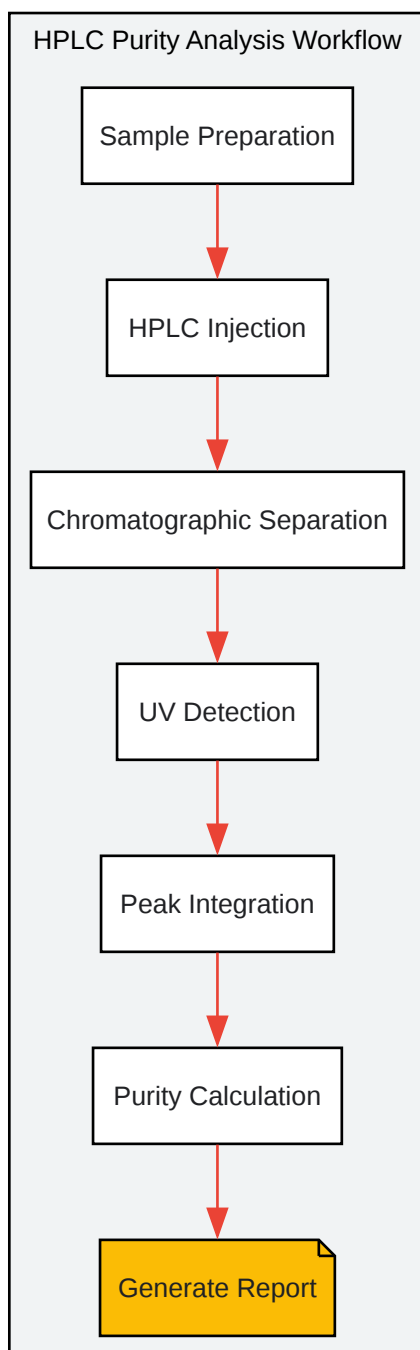 HPLC Purity Analysis Workflow
Sample Preparation
HPLC Injection
Chromatographic Separation
UV Detection
Peak Integration
Purity Calculation
Generate Report